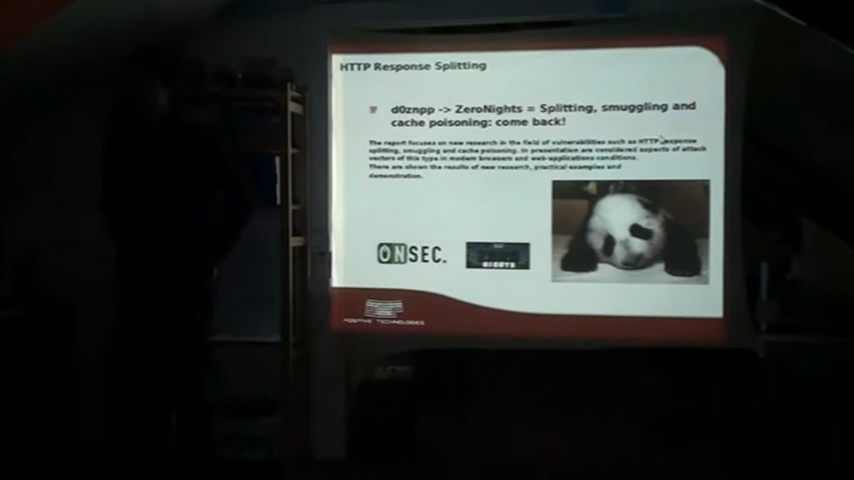 HTTP Response Splitting
d0znpp -> ZeroNights = Splitting, smuggling and
cache poisoning: come back!
The report focuses on new research in the field of vulnerabilities such as HTTP response
splitting, smuggling and cache poisoning. In presentation are considered aspects of attack
vectors of this type in modern browsers and web-applications conditions.
There are shown the results of new research, practical examples and
demonstration.
ONSEC.
NIGHTS
POSITIVE TECHNOLOGIES